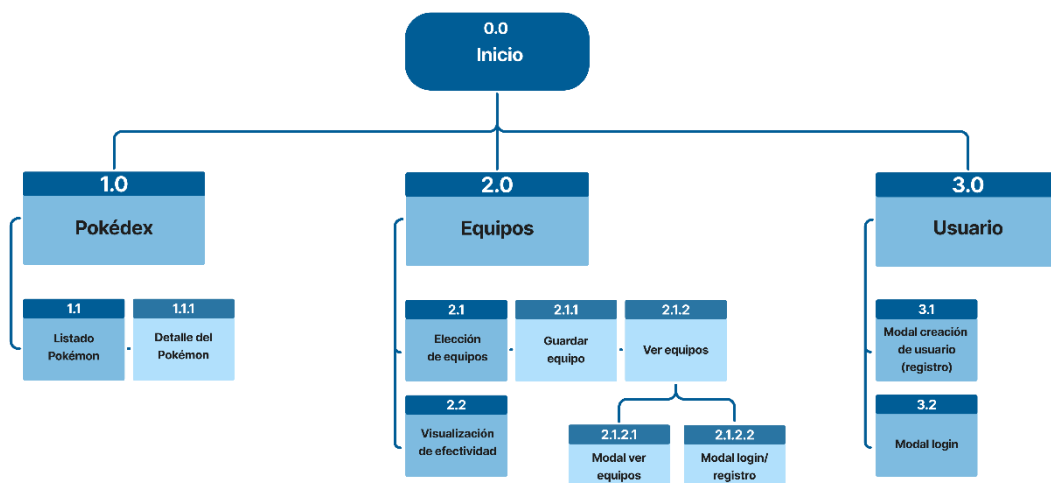 0.0
Inicio
1.0
Pokédex
2.0
Equipos
3.0
Usuario
1.1
Listado
Pokémon
1.1.1
Detalle del
Pokémon
2.1
Elección
de equipos
2.1.1
Guardar
equipo
2.1.2
Ver equipos
3.1
Modal creación
de usuario
(registro)
2.2
Visualización
de efectividad
2.1.2.1
Modal ver
equipos
2.1.2.2
Modal login/
registro
3.2
Modal login